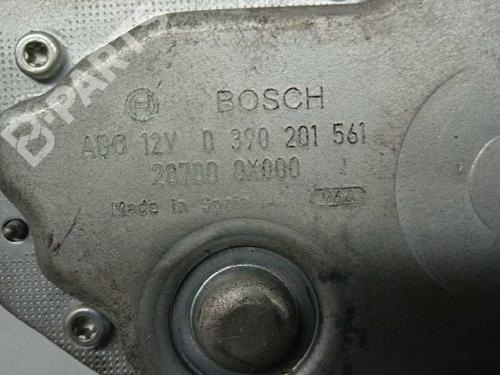 BOSCH
ADO 12V 0 390 201 561
28700 0X000
Made in Spain
B-PARTS